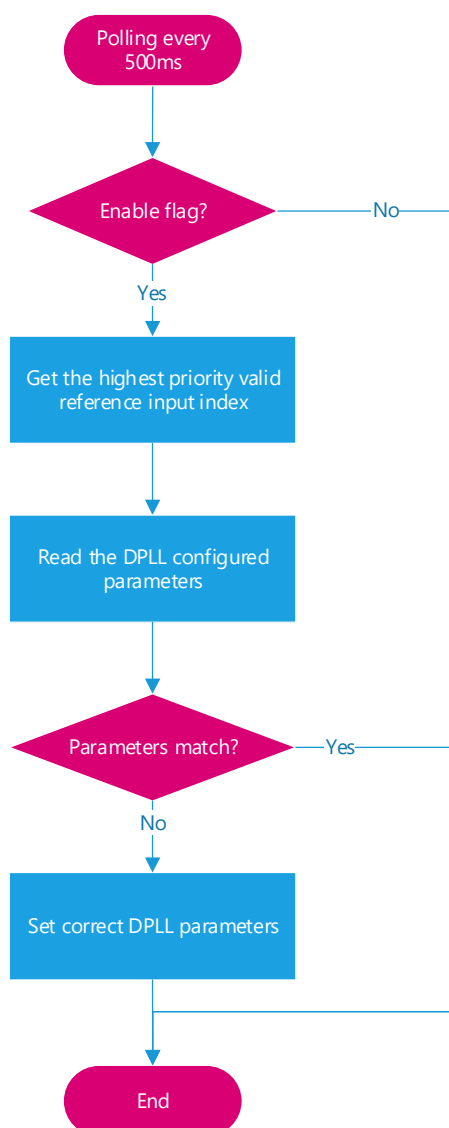 Polling every
500ms
Enable flag?
No
Yes
Get the highest priority valid
reference input index
Read the DPLL configured
parameters
Parameters match?
Yes
No
Set correct DPLL parameters
End